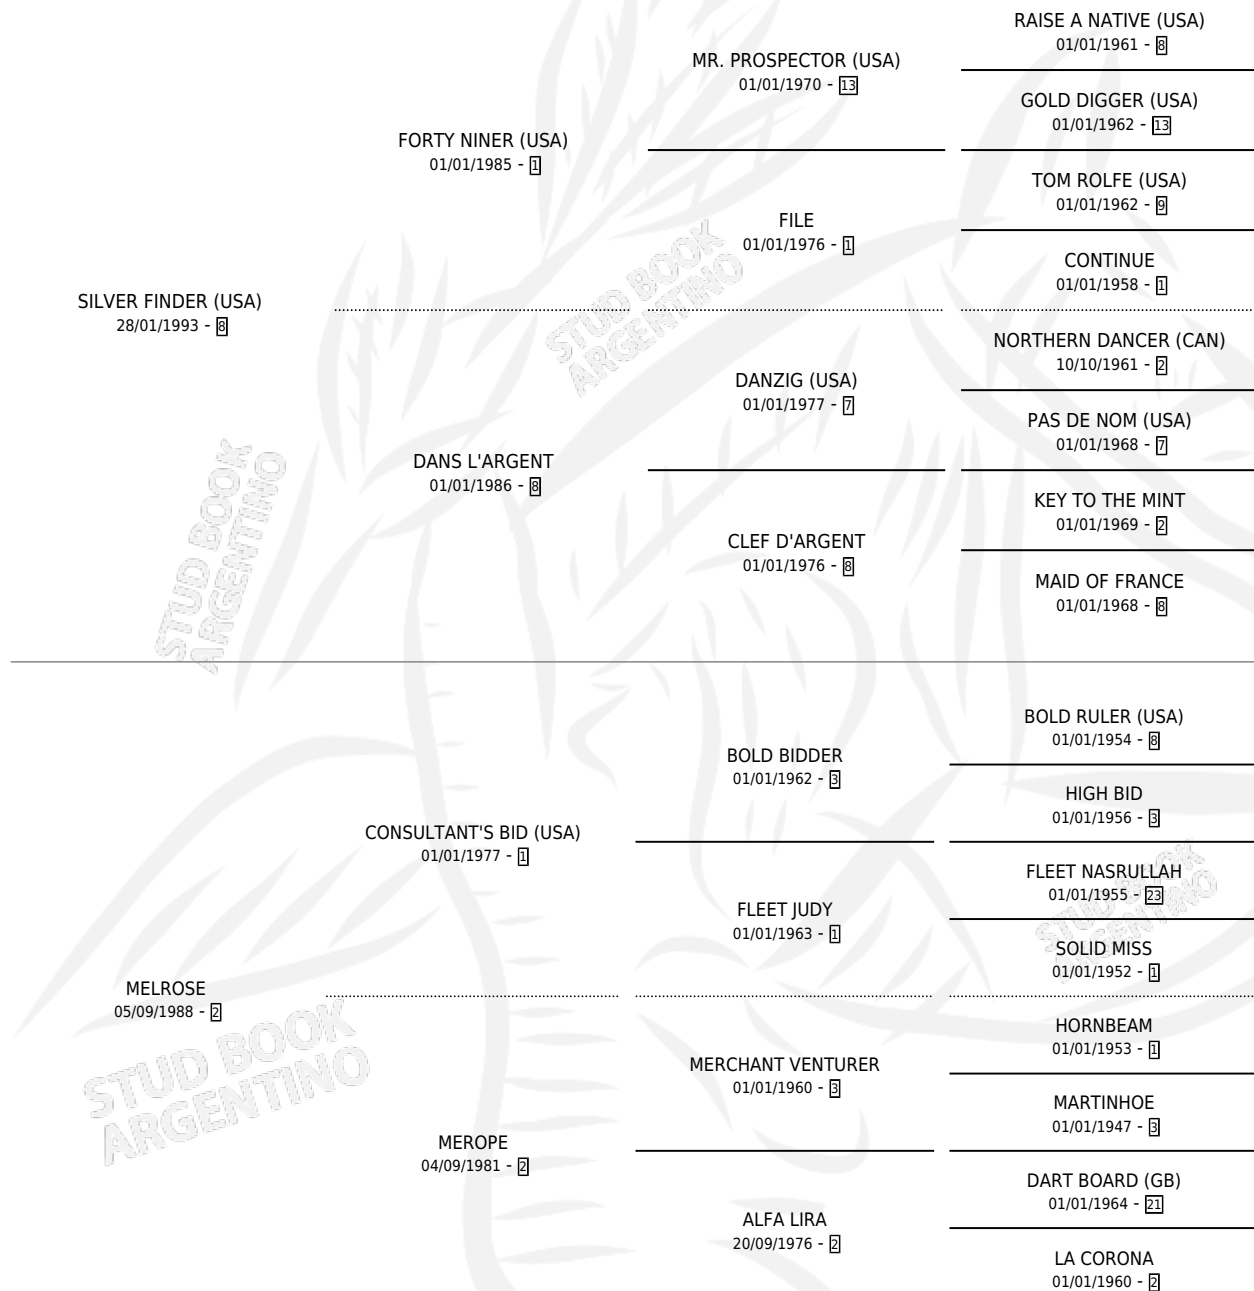 SILVER FINDER (USA)
28/01/1993 - 8
FORTY NINER (USA)
01/01/1985 - 1
MR. PROSPECTOR (USA)
01/01/1970 - 13
RAISE A NATIVE (USA)
01/01/1961 - 8
GOLD DIGGER (USA)
01/01/1962 - 13
FILE
01/01/1976 - 1
TOM ROLFE (USA)
01/01/1962 - 9
CONTINUE
01/01/1958 - 1
DANS L'ARGENT
01/01/1986 - 8
DANZIG (USA)
01/01/1977 - 7
NORTHERN DANCER (CAN)
10/10/1961 - 2
PAS DE NOM (USA)
01/01/1968 - 7
CLEF D'ARGENT
01/01/1976 - 8
KEY TO THE MINT
01/01/1969 - 2
MAID OF FRANCE
01/01/1968 - 8
MELROSE
05/09/1988 - 2
CONSULTANT'S BID (USA)
01/01/1977 - 1
BOLD BIDDER
01/01/1962 - 3
BOLD RULER (USA)
01/01/1954 - 8
HIGH BID
01/01/1956 - 3
FLEET JUDY
01/01/1963 - 1
FLEET NASRULLAH
01/01/1955 - 23
SOLID MISS
01/01/1952 - 1
MEROPE
04/09/1981 - 2
MERCHANT VENTURER
01/01/1960 - 3
HORNBEAM
01/01/1953 - 1
MARTINHOE
01/01/1947 - 3
ALFA LIRA
20/09/1976 - 2
DART BOARD (GB)
01/01/1964 - 21
LA CORONA
01/01/1960 - 2
STUD BOOK
ARGENTINO
STUD BOOK
ARGENTINO
STUD BOOK
ARGENTINO
STUD BOOK
ARGENTINO